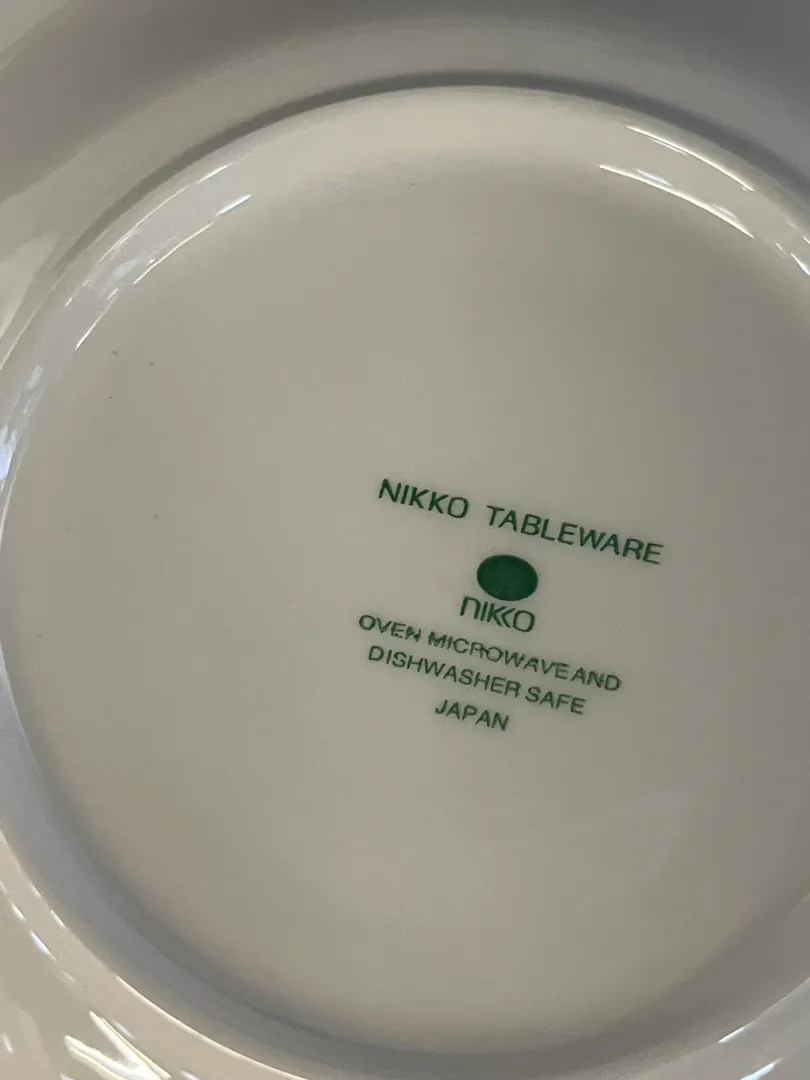 NIKKO TABLEWARE
nikko
OVEN MICROWAVE AND
DISHWASHER SAFE
JAPAN